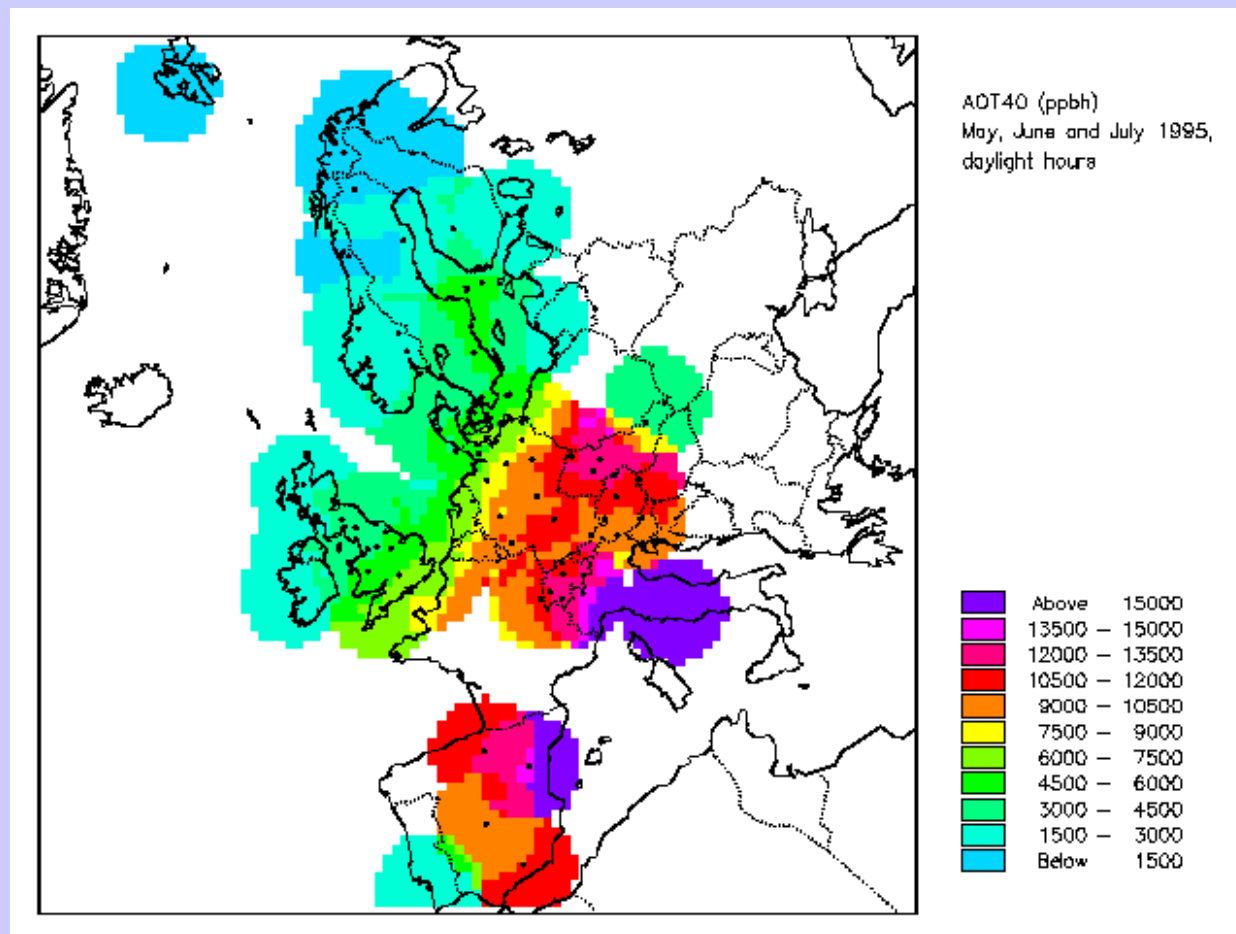 AOT40 (ppbh)
May, June and July 1995,
daylight hours
Above 15000
13500 – 15000
12000 – 13500
10500 – 12000
9000 – 10500
7500 – 9000
6000 – 7500
4500 – 6000
3000 – 4500
1500 – 3000
Below 1500